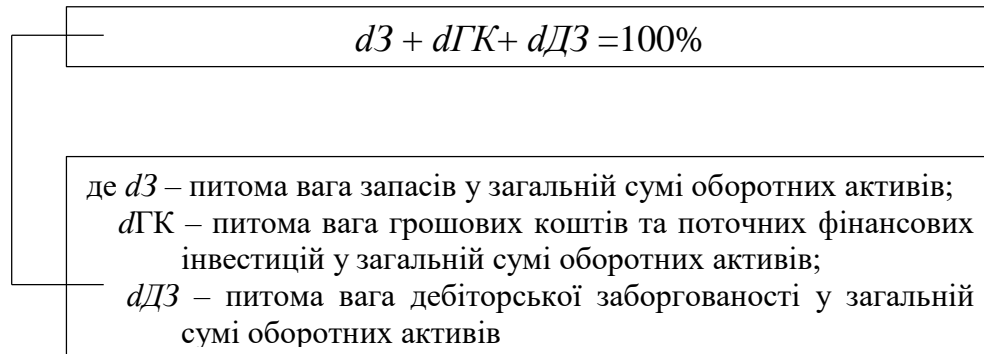 dЗ + dГК+ dДЗ =100%
де dЗ – питома вага запасів у загальній сумі оборотних активів;
dГК – питома вага грошових коштів та поточних фінансових
інвестицій у загальній сумі оборотних активів;
dДЗ – питома вага дебіторської заборгованості у загальній
сумі оборотних активів